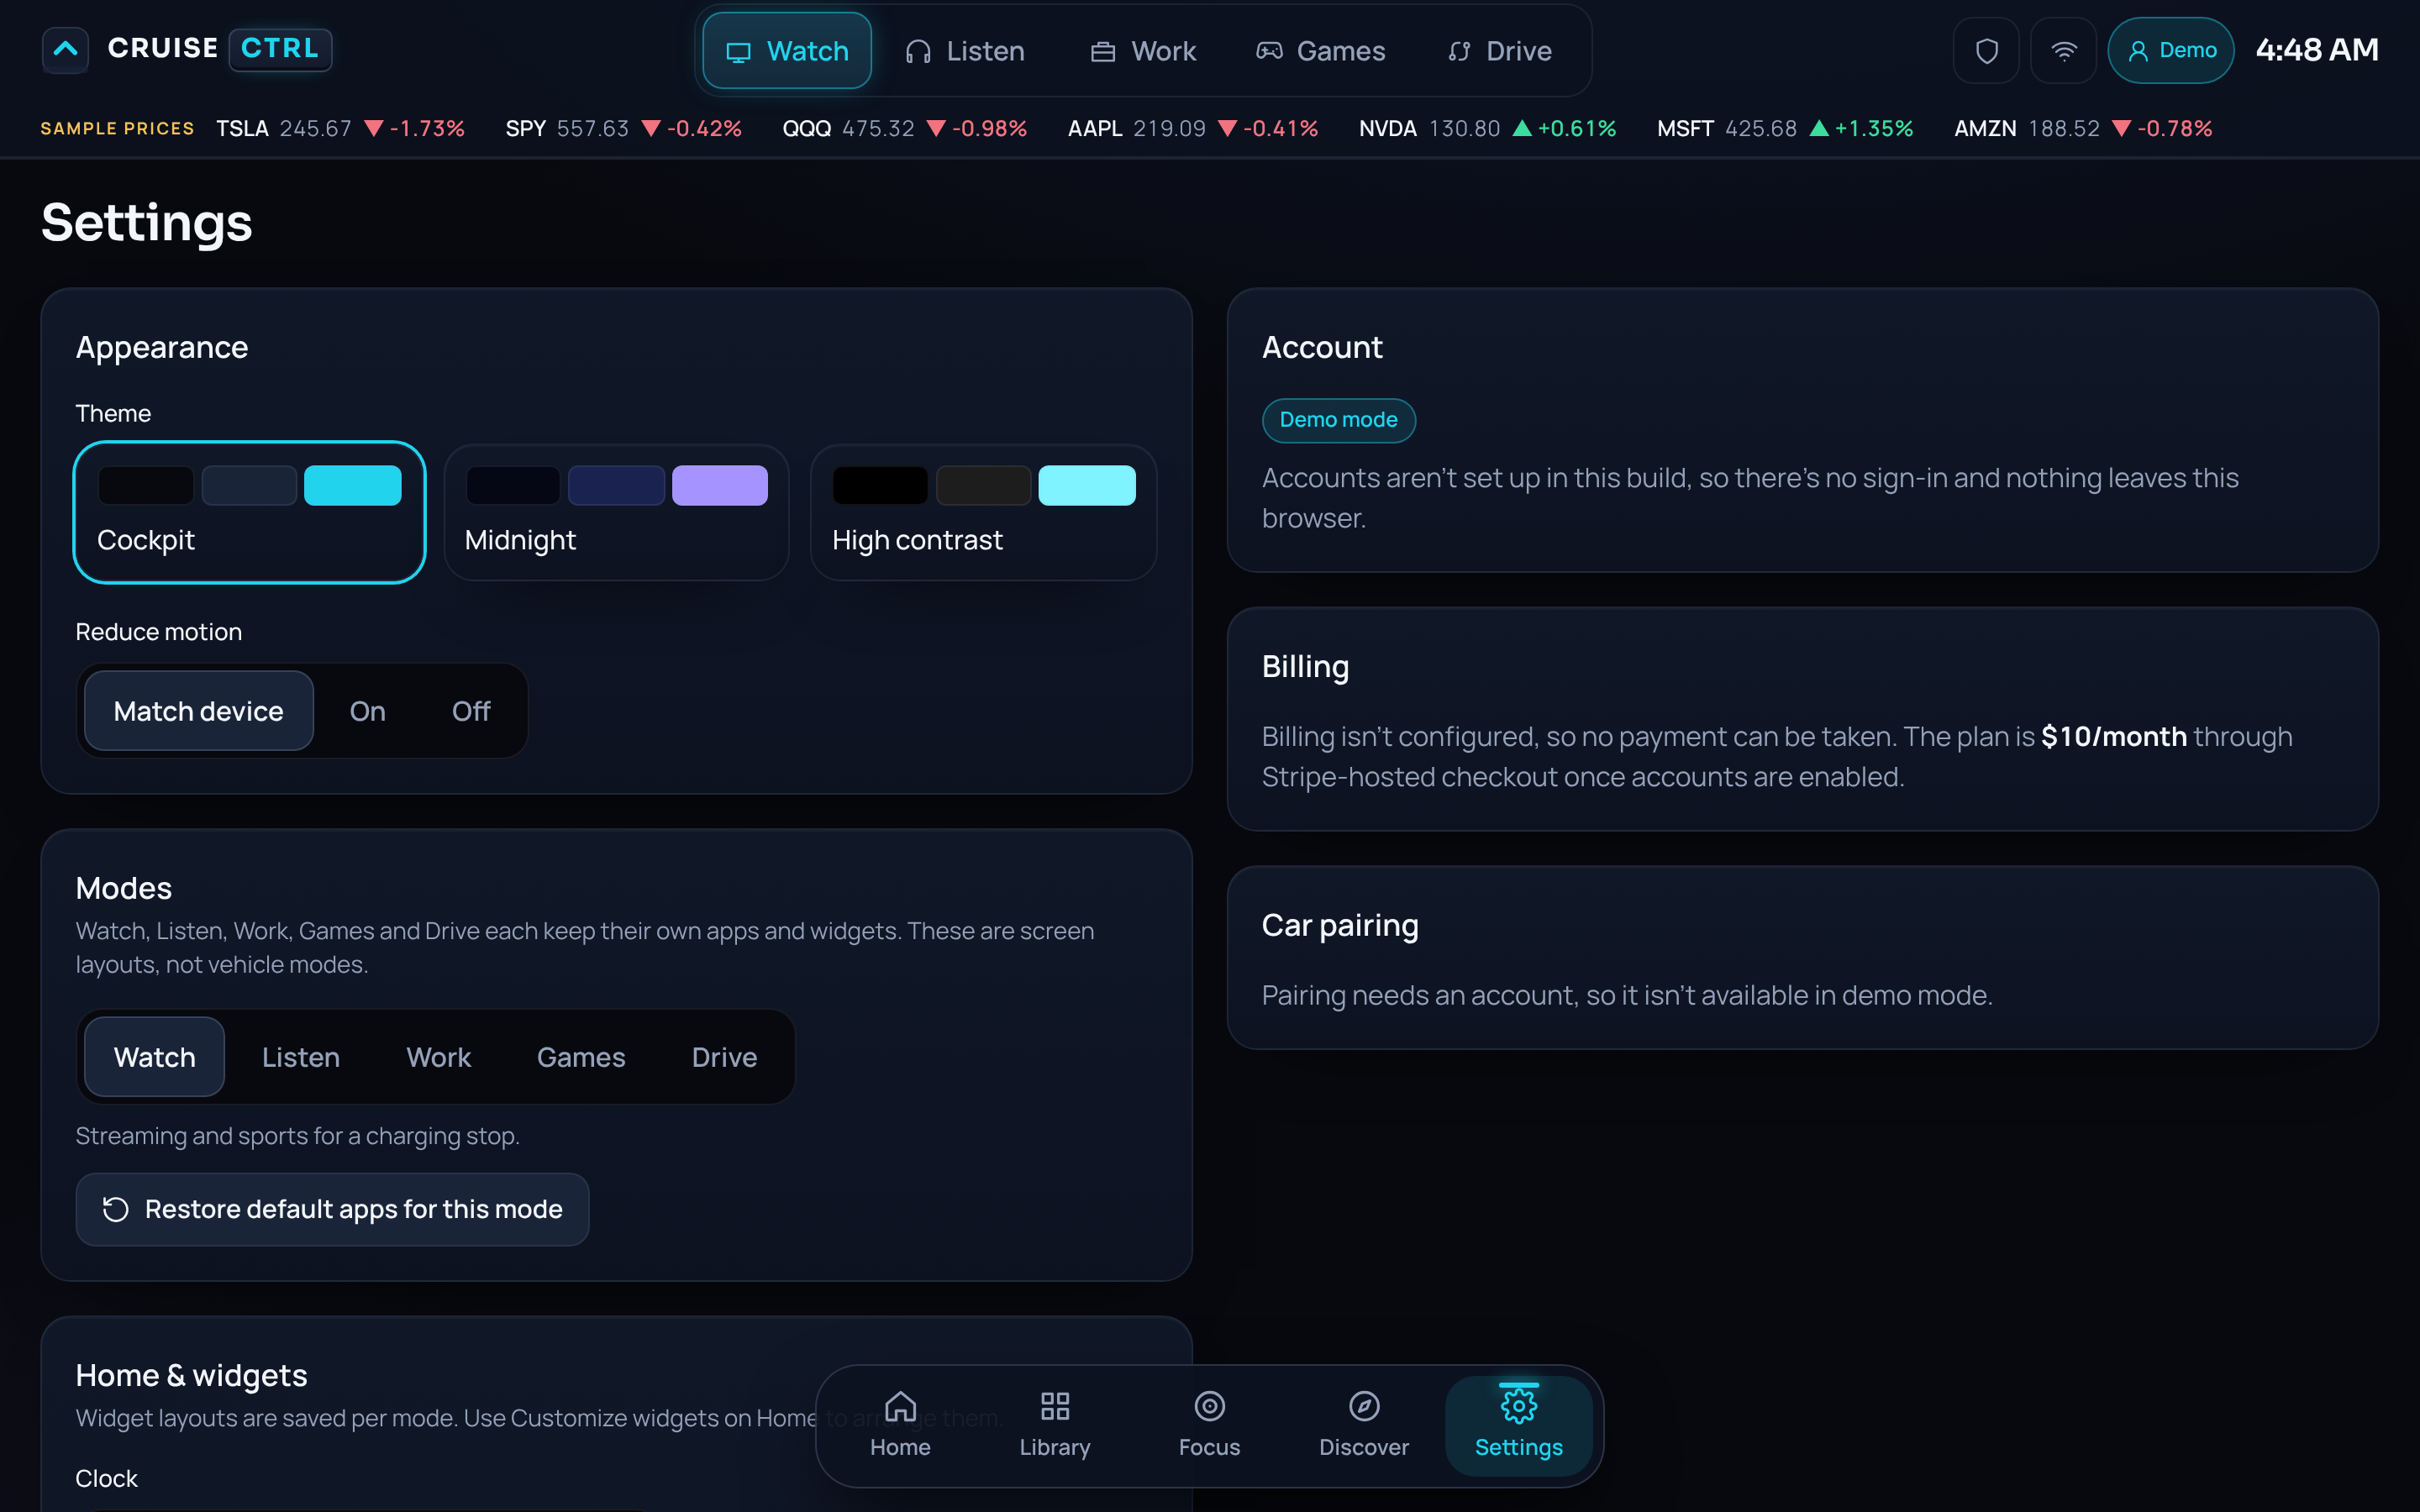 CRUISE CTRL
Watch
Listen
Work
Games
Drive
Demo
4:48 AM
SAMPLE PRICES TSLA 245.67 ▼ -1.73% SPY 557.63 ▼ -0.42% QQQ 475.32 ▼ -0.98% AAPL 219.09 ▼ -0.41% NVDA 130.80 ▲ +0.61% MSFT 425.68 ▲ +1.35% AMZN 188.52 ▼ -0.78%
Settings
Appearance
Theme
Cockpit
Midnight
High contrast
Reduce motion
Match device
On
Off
Modes
Watch, Listen, Work, Games and Drive each keep their own apps and widgets. These are screen
layouts, not vehicle modes.
Watch
Listen
Work
Games
Drive
Streaming and sports for a charging stop.
Restore default apps for this mode
Home & widgets
Widget layouts are saved per mode. Use Customize widgets on Home to arrange them.
Clock
Account
Demo mode
Accounts aren't set up in this build, so there's no sign-in and nothing leaves this
browser.
Billing
Billing isn't configured, so no payment can be taken. The plan is $10/month through
Stripe-hosted checkout once accounts are enabled.
Car pairing
Pairing needs an account, so it isn't available in demo mode.
Home
Library
Focus
Discover
Settings